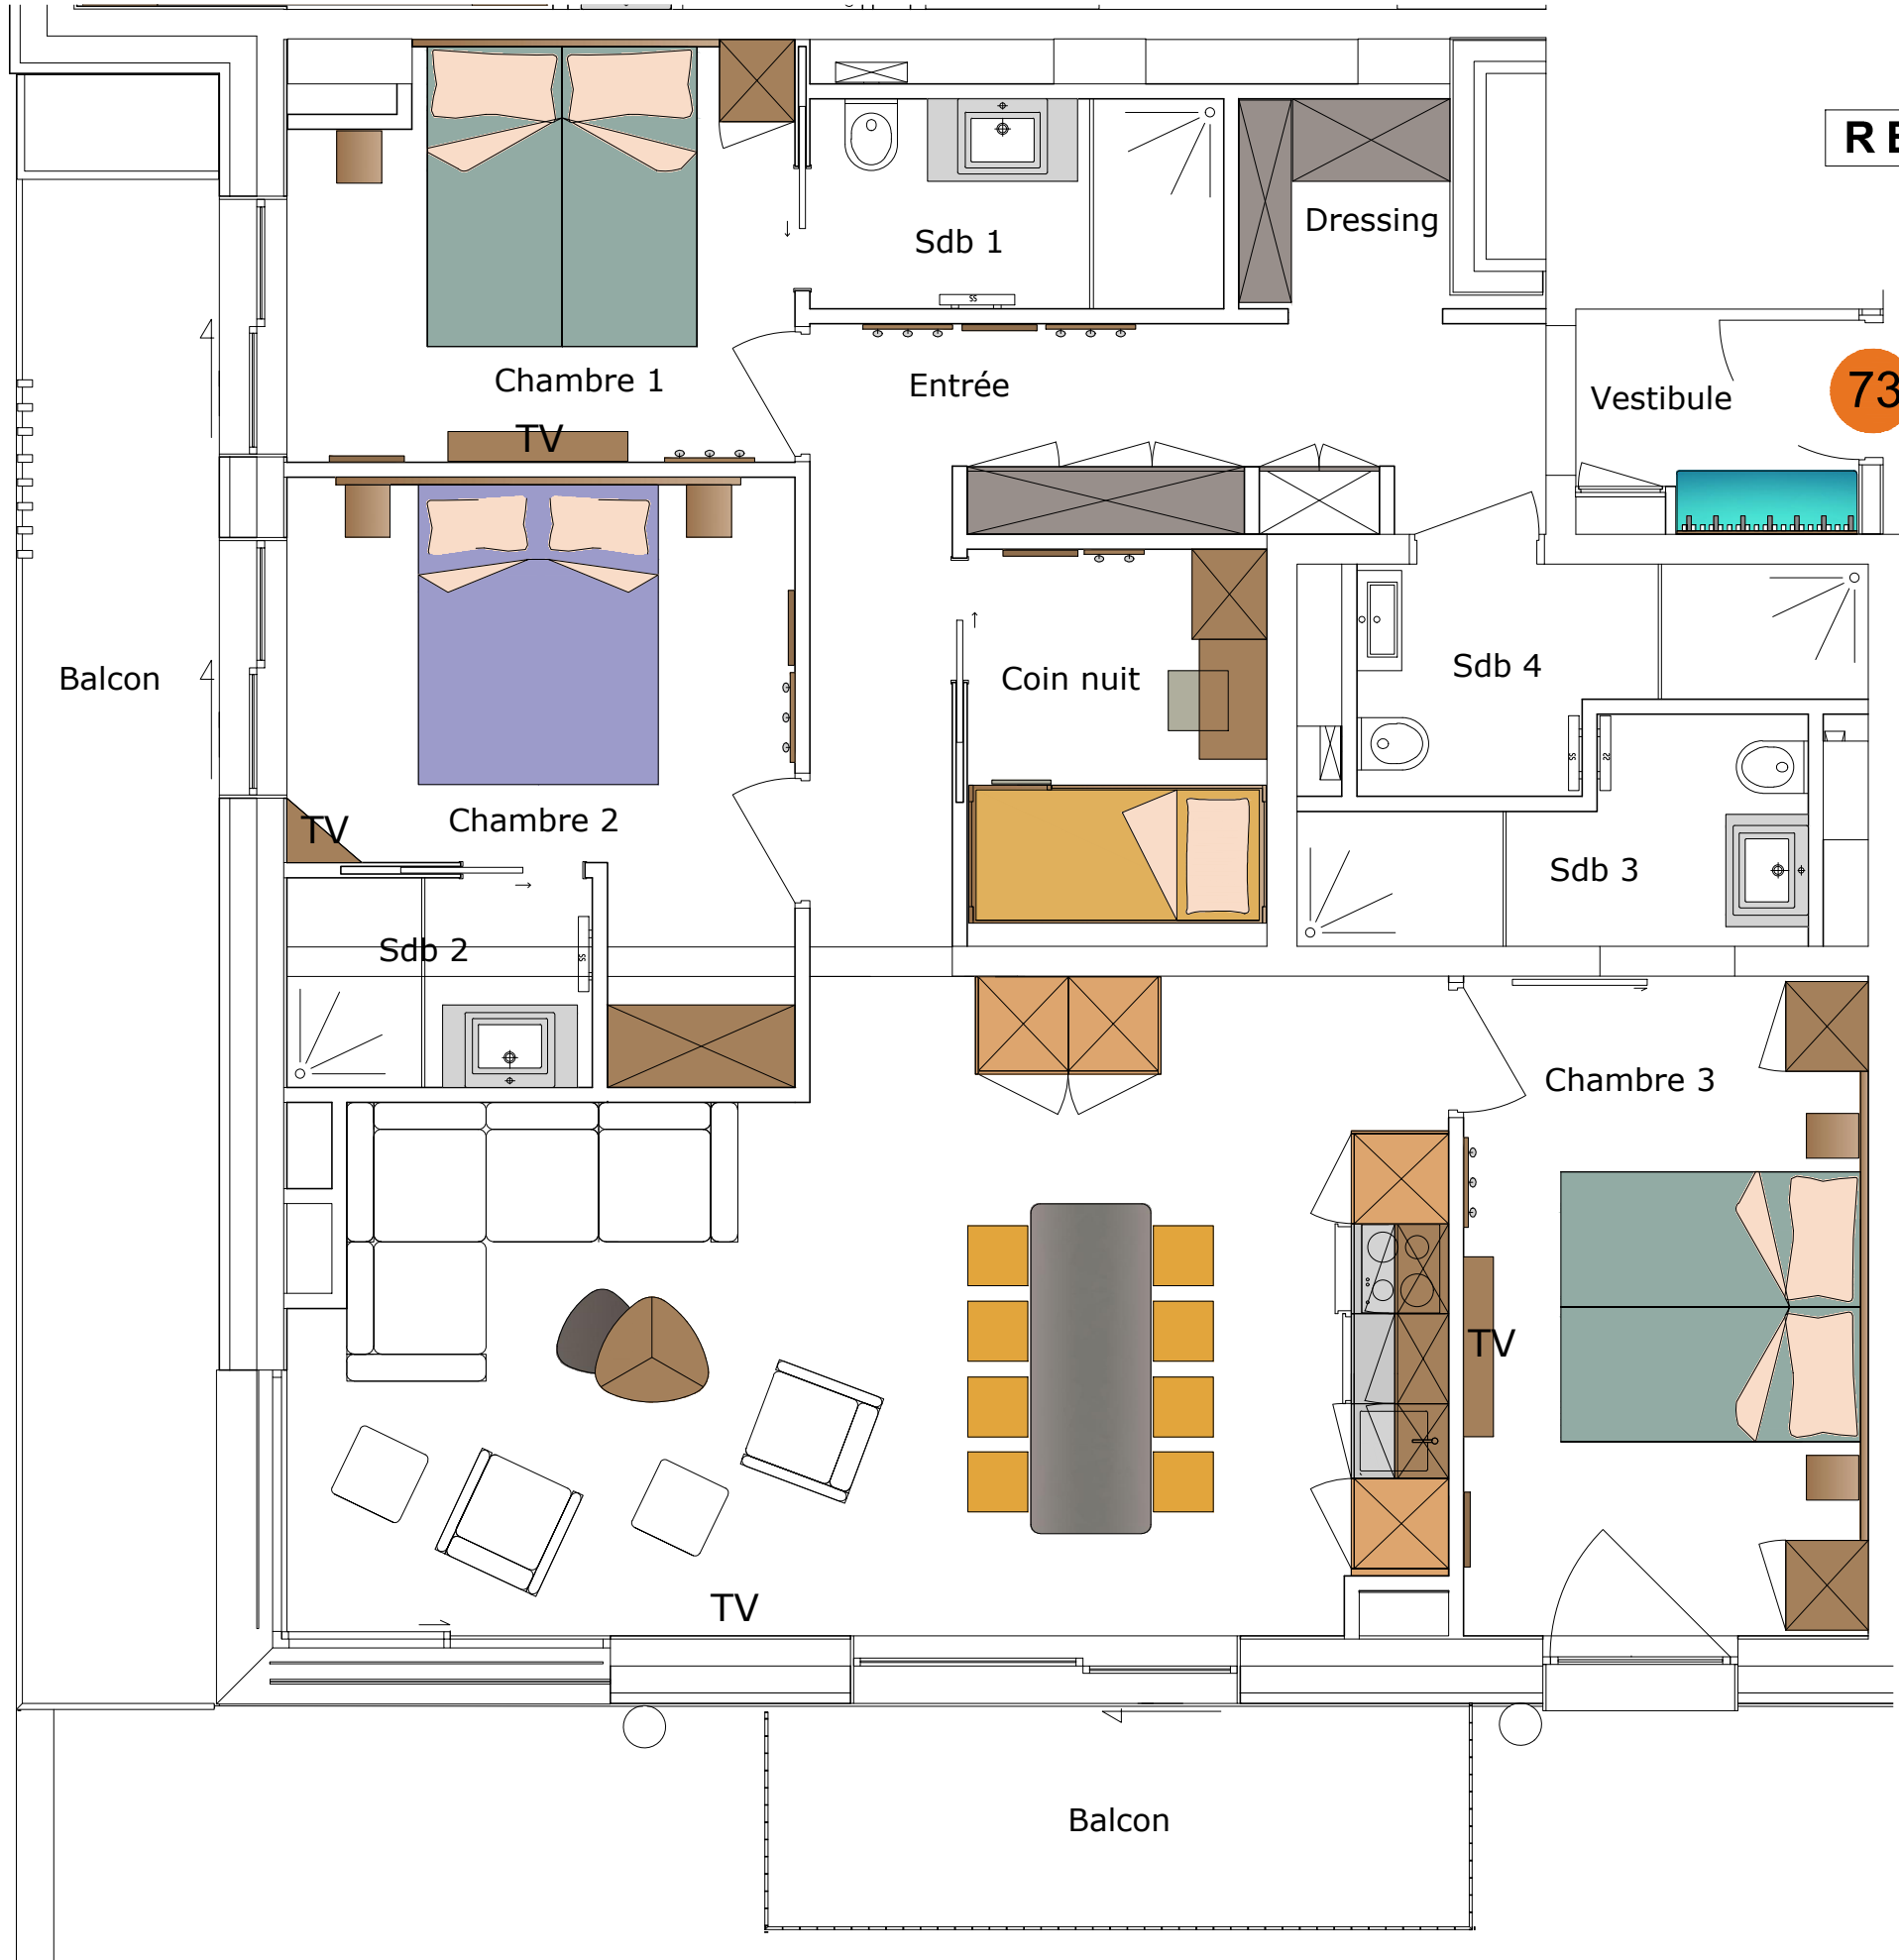 RE
Dressing
Sdb 1
Chambre 1
Entrée
Vestibule
73
TV
Balcon
Coin nuit
Sdb 4
Chambre 2
TV
Sdb 3
Sdb 2
Chambre 3
TV
TV
Balcon